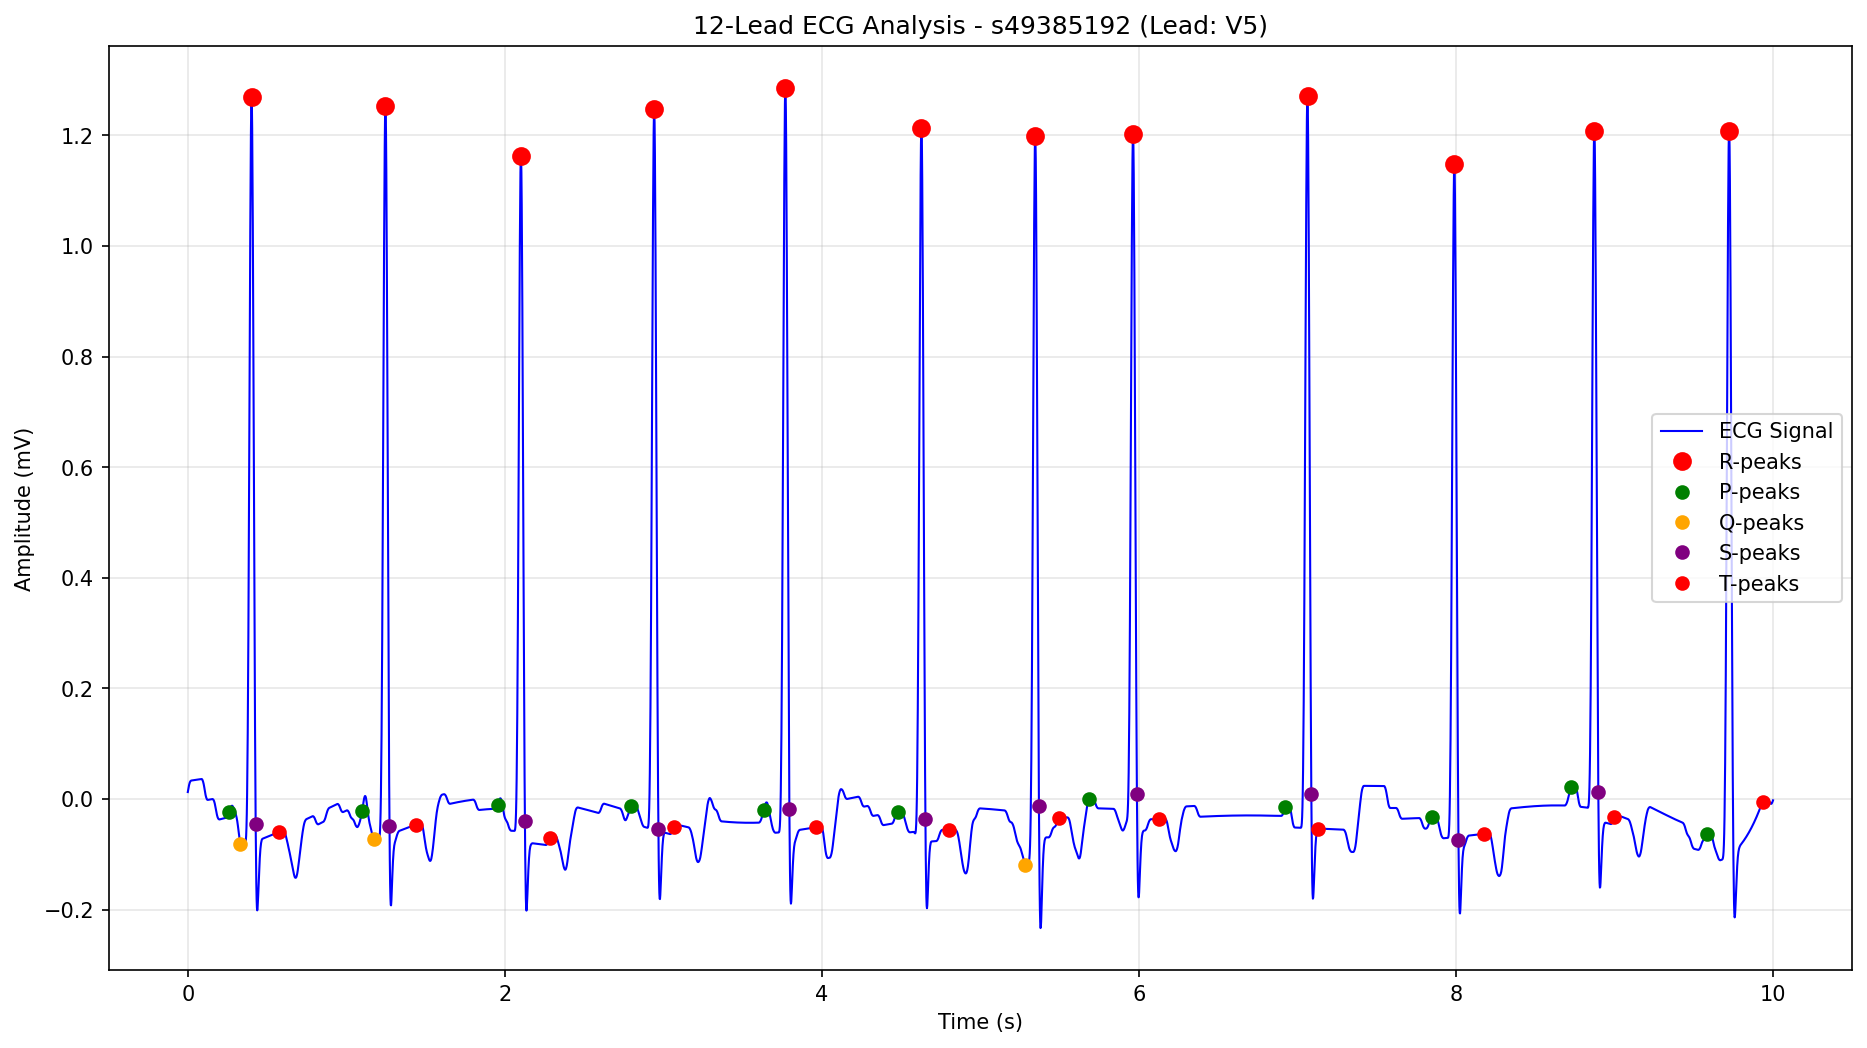 12-Lead ECG Analysis - s49385192 (Lead: V5)
Amplitude (mV)
1.2
1.0
0.8
0.6
0.4
0.2
0.0
−0.2
ECG Signal
R-peaks
P-peaks
Q-peaks
S-peaks
T-peaks
0 2 4 6 8 10
Time (s)